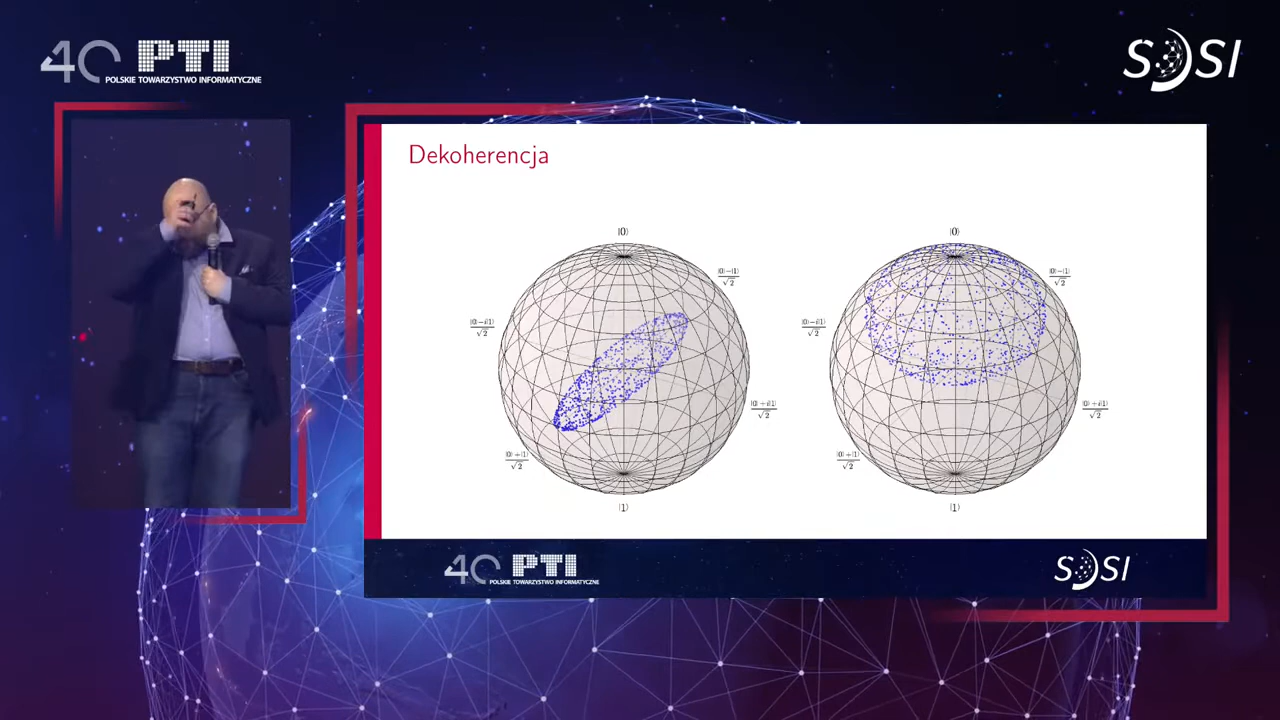 40 PTI
POLSKIE TOWARZYSTWO INFORMATYCZNE
SOSI
Dekoherencja
|0⟩
|0⟩−|1⟩
√2
|0⟩−i|1⟩
√2
|0⟩+i|1⟩
√2
|0⟩+|1⟩
√2
|1⟩
|0⟩
|0⟩−|1⟩
√2
|0⟩−i|1⟩
√2
|0⟩+i|1⟩
√2
|0⟩+|1⟩
√2
|1⟩
40 PTI
POLSKIE TOWARZYSTWO INFORMATYCZNE
SOSI